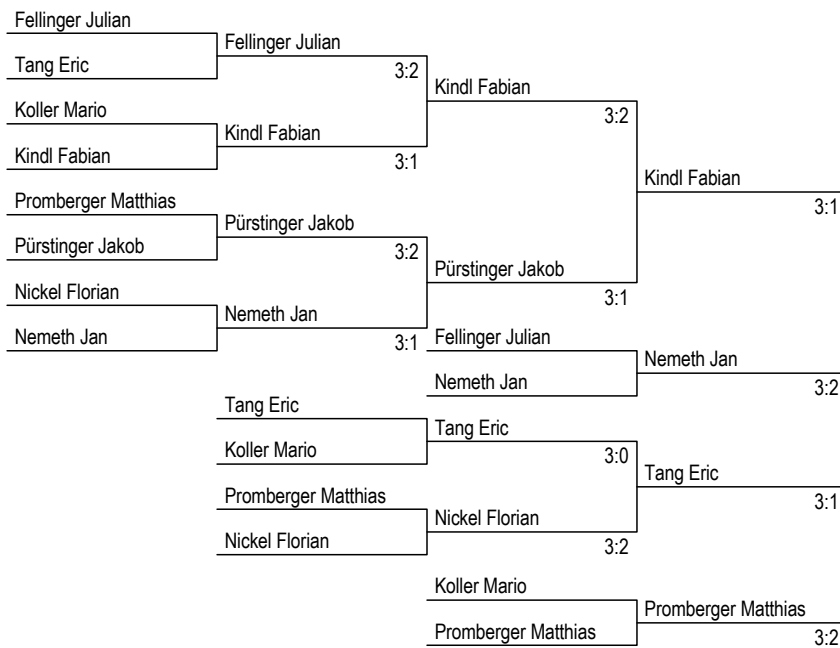 Fellinger Julian
Fellinger Julian
Tang Eric
3:2
Kindl Fabian
Koller Mario
3:2
Kindl Fabian
Kindl Fabian
3:1
Kindl Fabian
Promberger Matthias
3:1
Pürstinger Jakob
Pürstinger Jakob
3:2
Pürstinger Jakob
Nickel Florian
3:1
Nemeth Jan
Nemeth Jan
3:1
Fellinger Julian
Nemeth Jan
Nemeth Jan
3:2
Tang Eric
Tang Eric
Koller Mario
3:0
Tang Eric
Promberger Matthias
3:1
Nickel Florian
Nickel Florian
3:2
Koller Mario
Promberger Matthias
Promberger Matthias
3:2